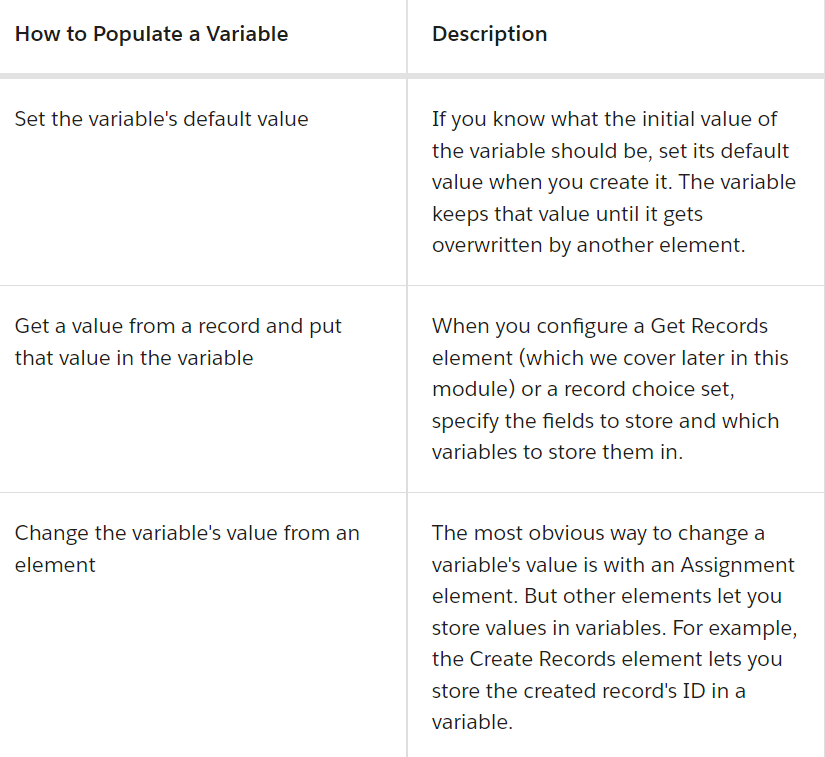 How to Populate a Variable
Description
Set the variable's default value
If you know what the initial value of
the variable should be, set its default
value when you create it. The variable
keeps that value until it gets
overwritten by another element.
Get a value from a record and put
that value in the variable
When you configure a Get Records
element (which we cover later in this
module) or a record choice set,
specify the fields to store and which
variables to store them in.
Change the variable's value from an
element
The most obvious way to change a
variable's value is with an Assignment
element. But other elements let you
store values in variables. For example,
the Create Records element lets you
store the created record's ID in a
variable.